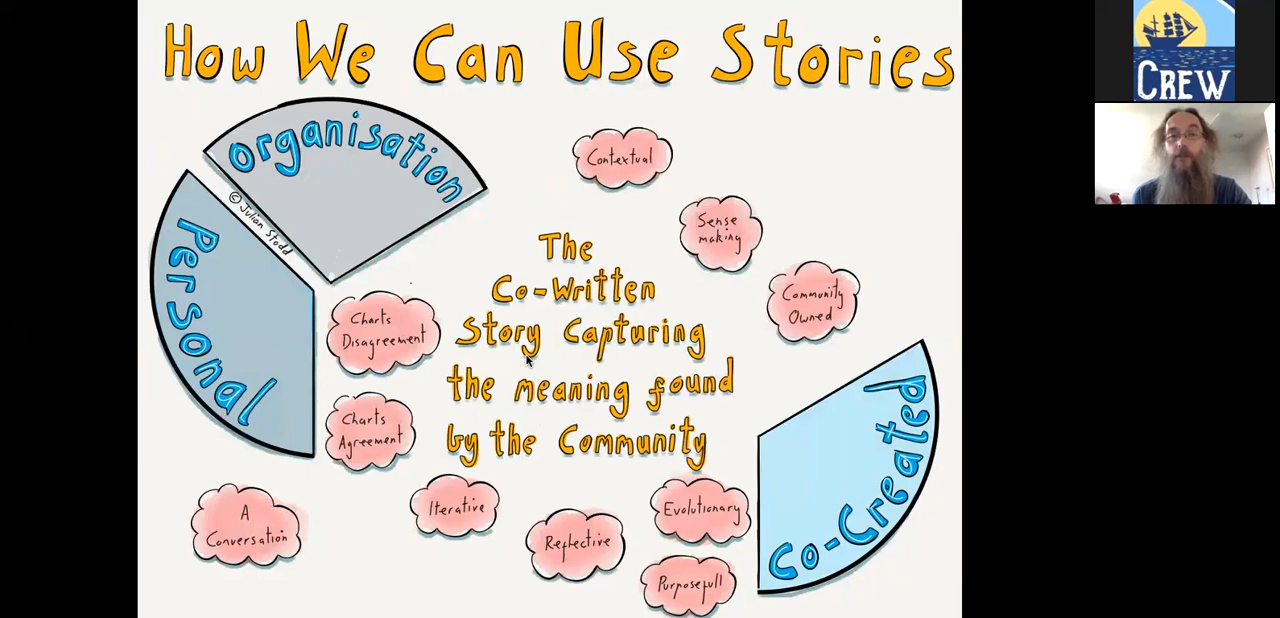 How We Can Use Stories
CREW
Organisation
© Julian Stodd
Personal
Contextual
Sense
making
Community
Owned
The
Co-Written
Story Capturing
the meaning found
by the Community
Charts
Disagreement
Charts
Agreement
A
Conversation
Iterative
Reflective
Evolutionary
Purposefull
Co-Created